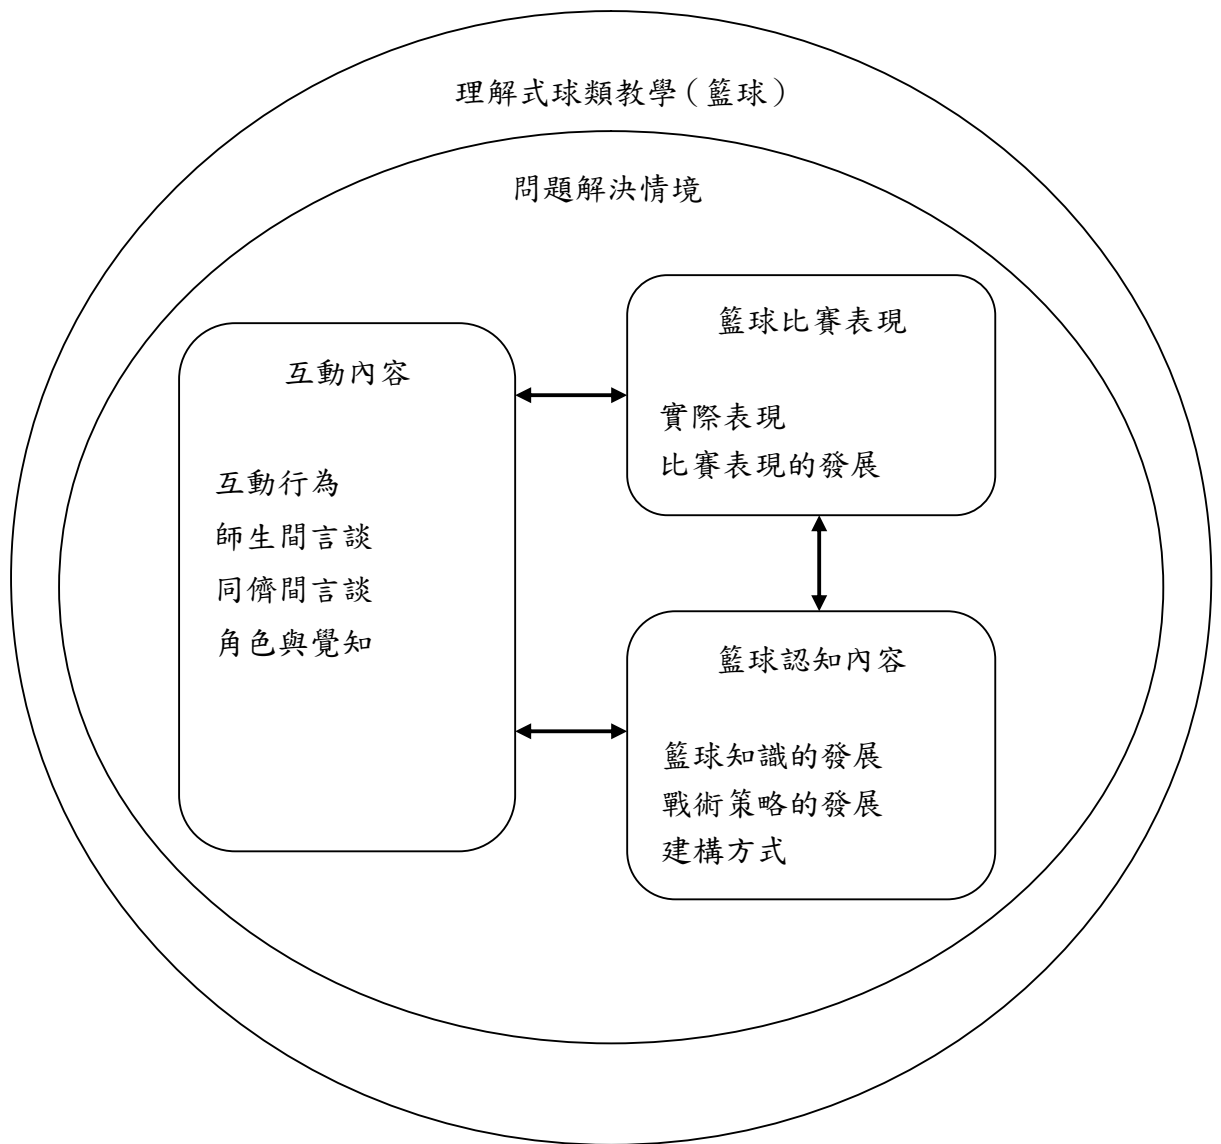 理解式球類教學（籃球）
問題解決情境
互動內容
互動行為
師生間言談
同儕間言談
角色與覺知
籃球比賽表現
實際表現
比賽表現的發展
籃球認知內容
籃球知識的發展
戰術策略的發展
建構方式